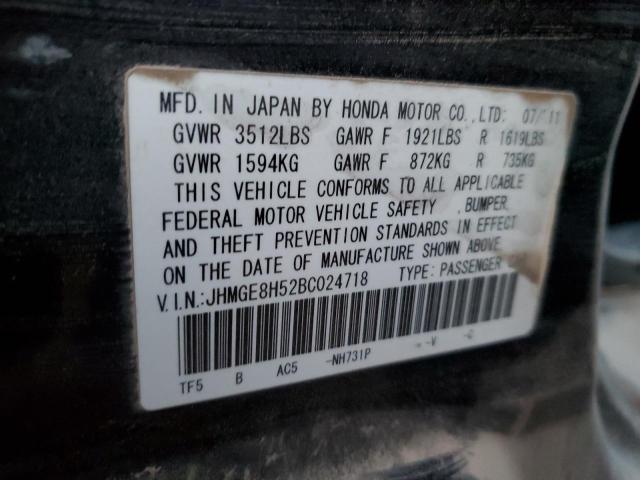 MFD. IN JAPAN BY HONDA MOTOR CO.,LTD: 07/11
GVWR 3512LBS GAWR F 1921LBS R 1619LBS
GVWR 1594KG GAWR F 872KG R 735KG
THIS VEHICLE CONFORMS TO ALL APPLICABLE
FEDERAL MOTOR VEHICLE SAFETY ,BUMPER,
AND THEFT PREVENTION STANDARDS IN EFFECT
ON THE DATE OF MANUFACTURE SHOWN ABOVE.
V.I.N.:JHMGE8H52BC024718 TYPE: PASSENGER
TF5 B AC5 -NH731P - -V -C